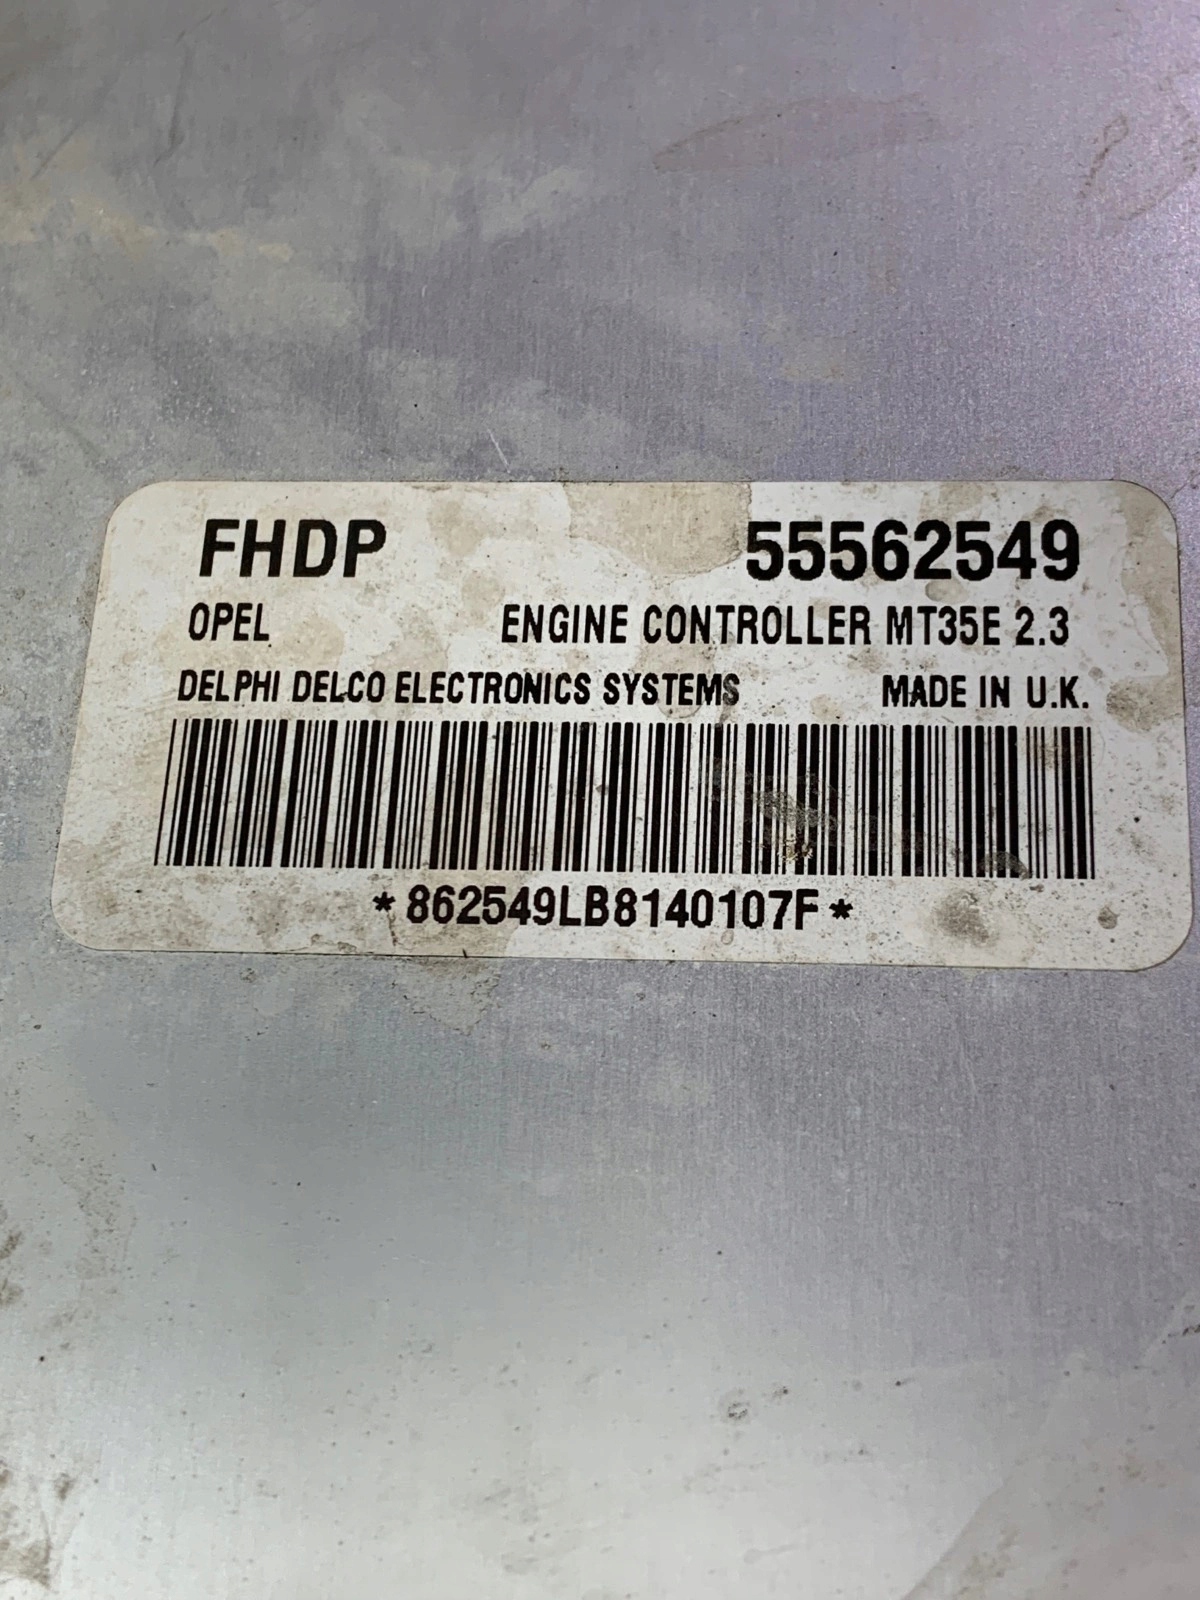 FHDP 55562549
OPEL ENGINE CONTROLLER MT35E 2.3
DELPHI DELCO ELECTRONICS SYSTEMS MADE IN U.K.
*862549LB8140107F*